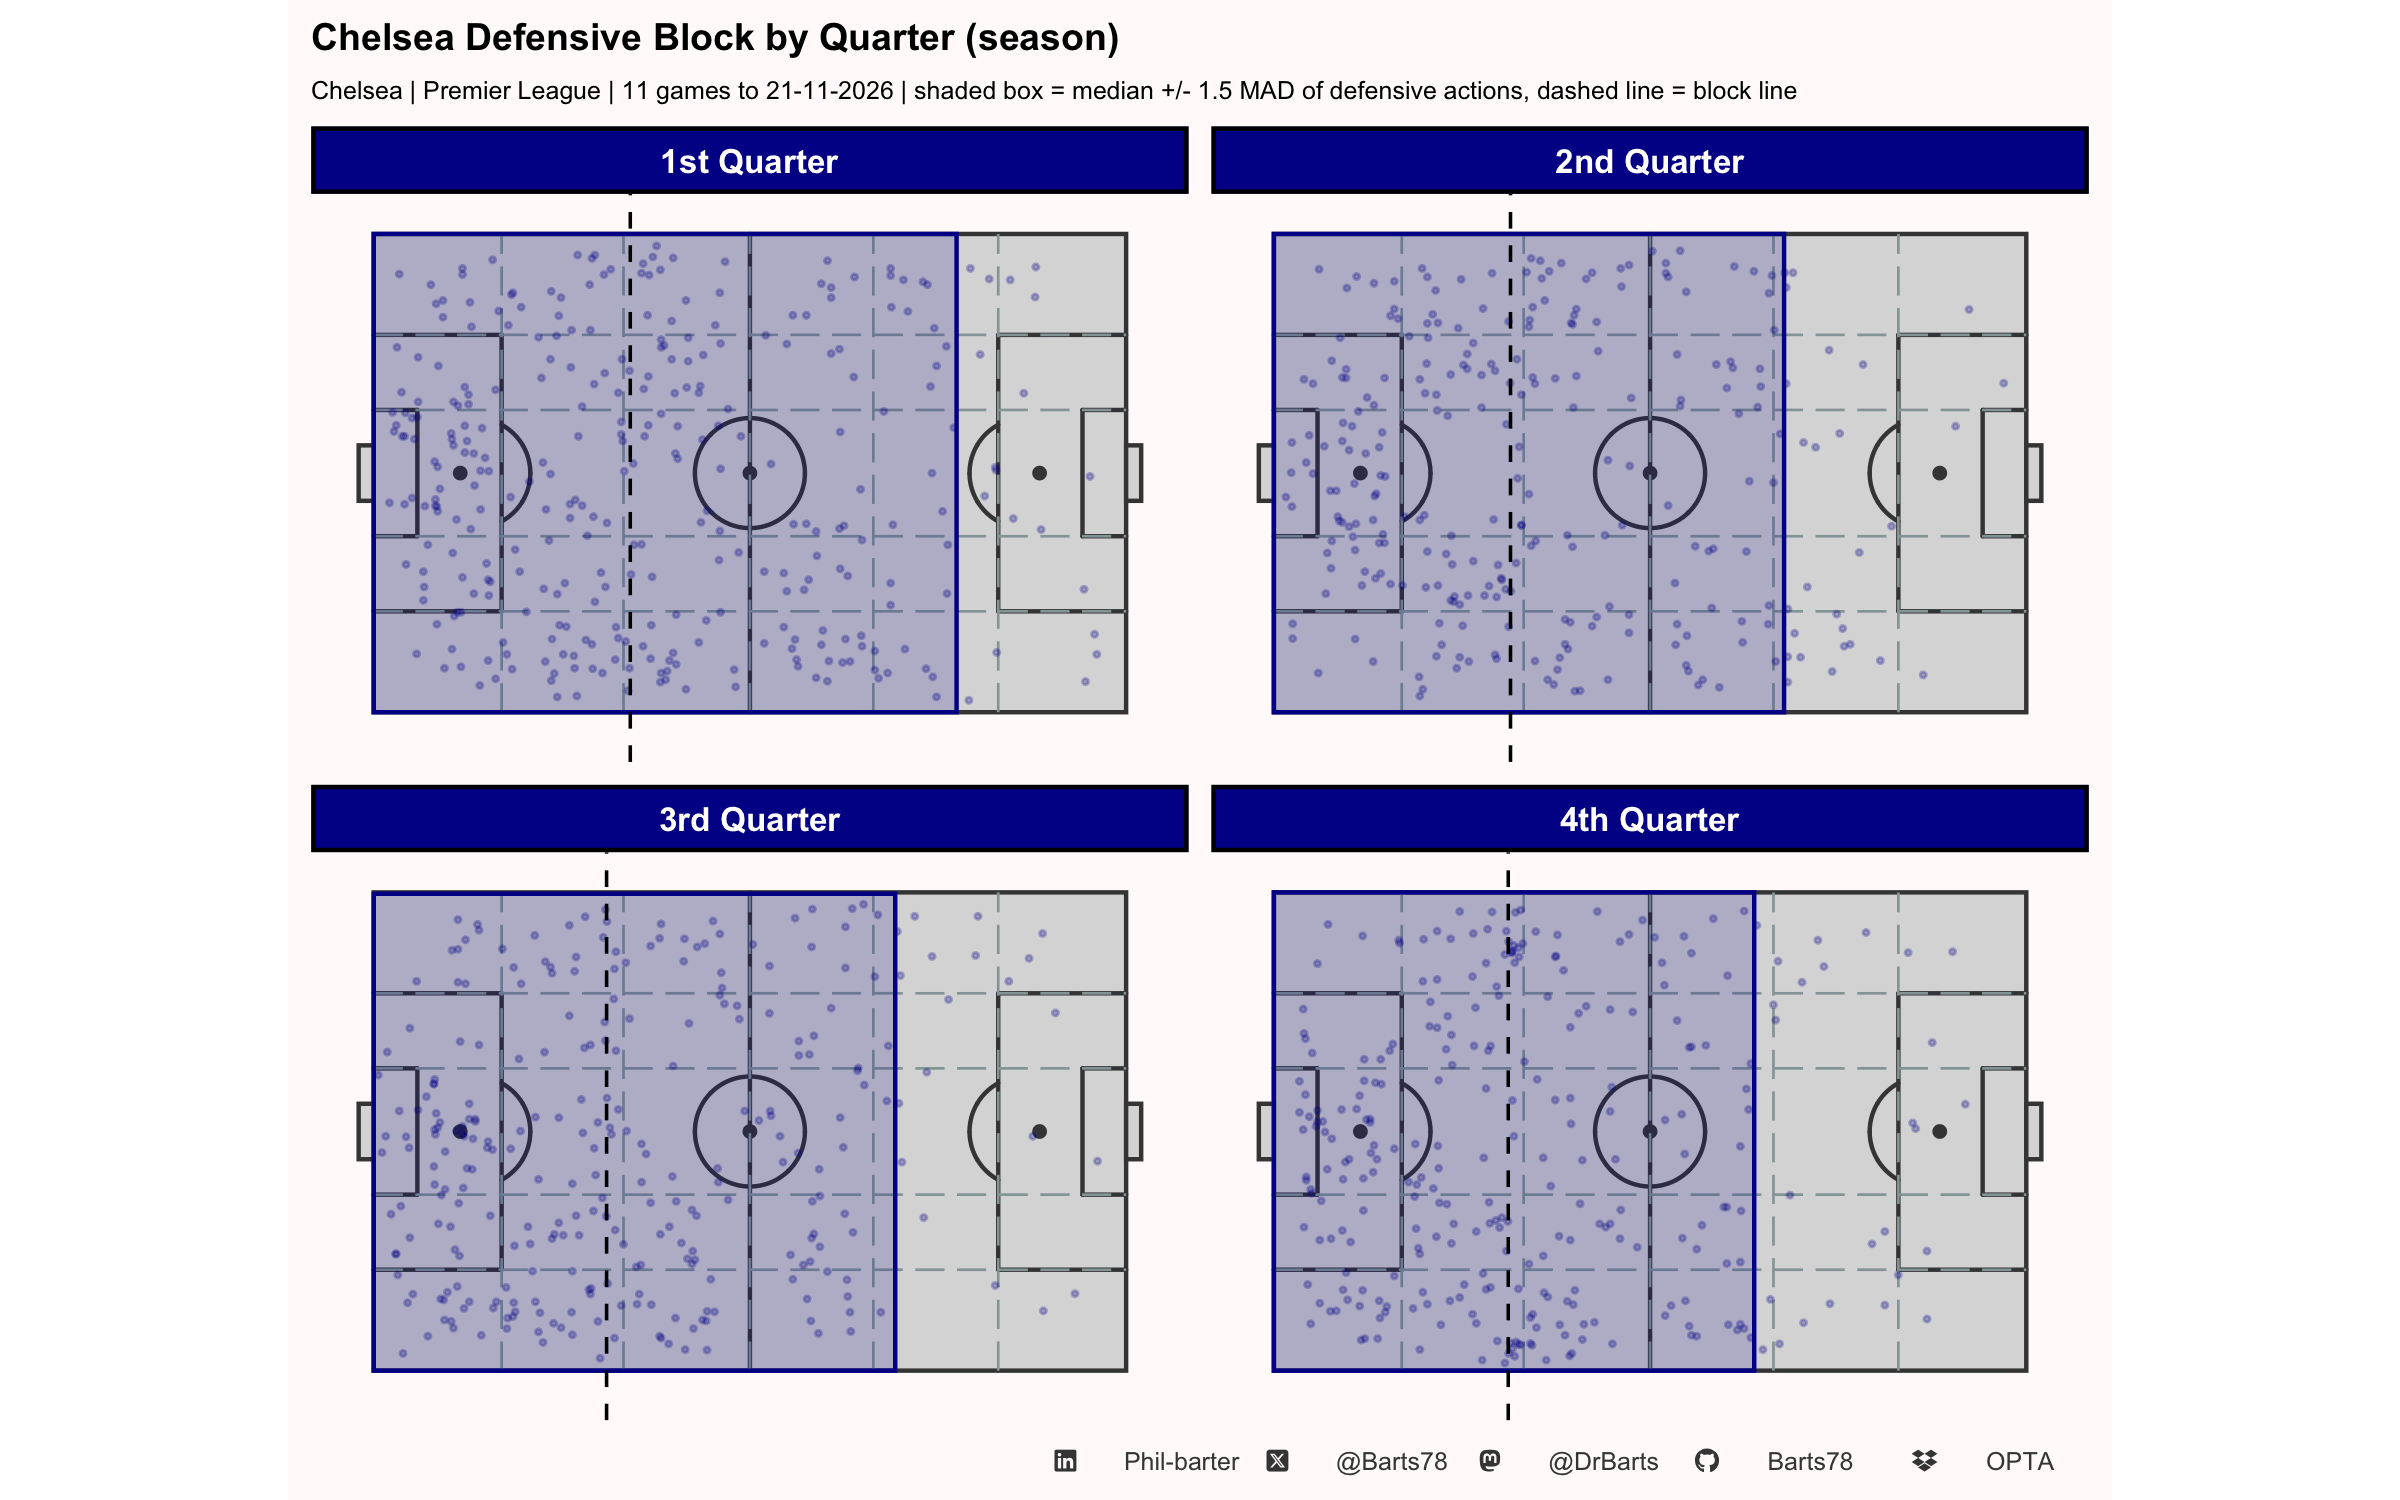 Chelsea Defensive Block by Quarter (season)
Chelsea | Premier League | 11 games to 21-11-2026 | shaded box = median +/- 1.5 MAD of defensive actions, dashed line = block line
1st Quarter
2nd Quarter
3rd Quarter
4th Quarter
Phil-barter @Barts78 @DrBarts Barts78 OPTA